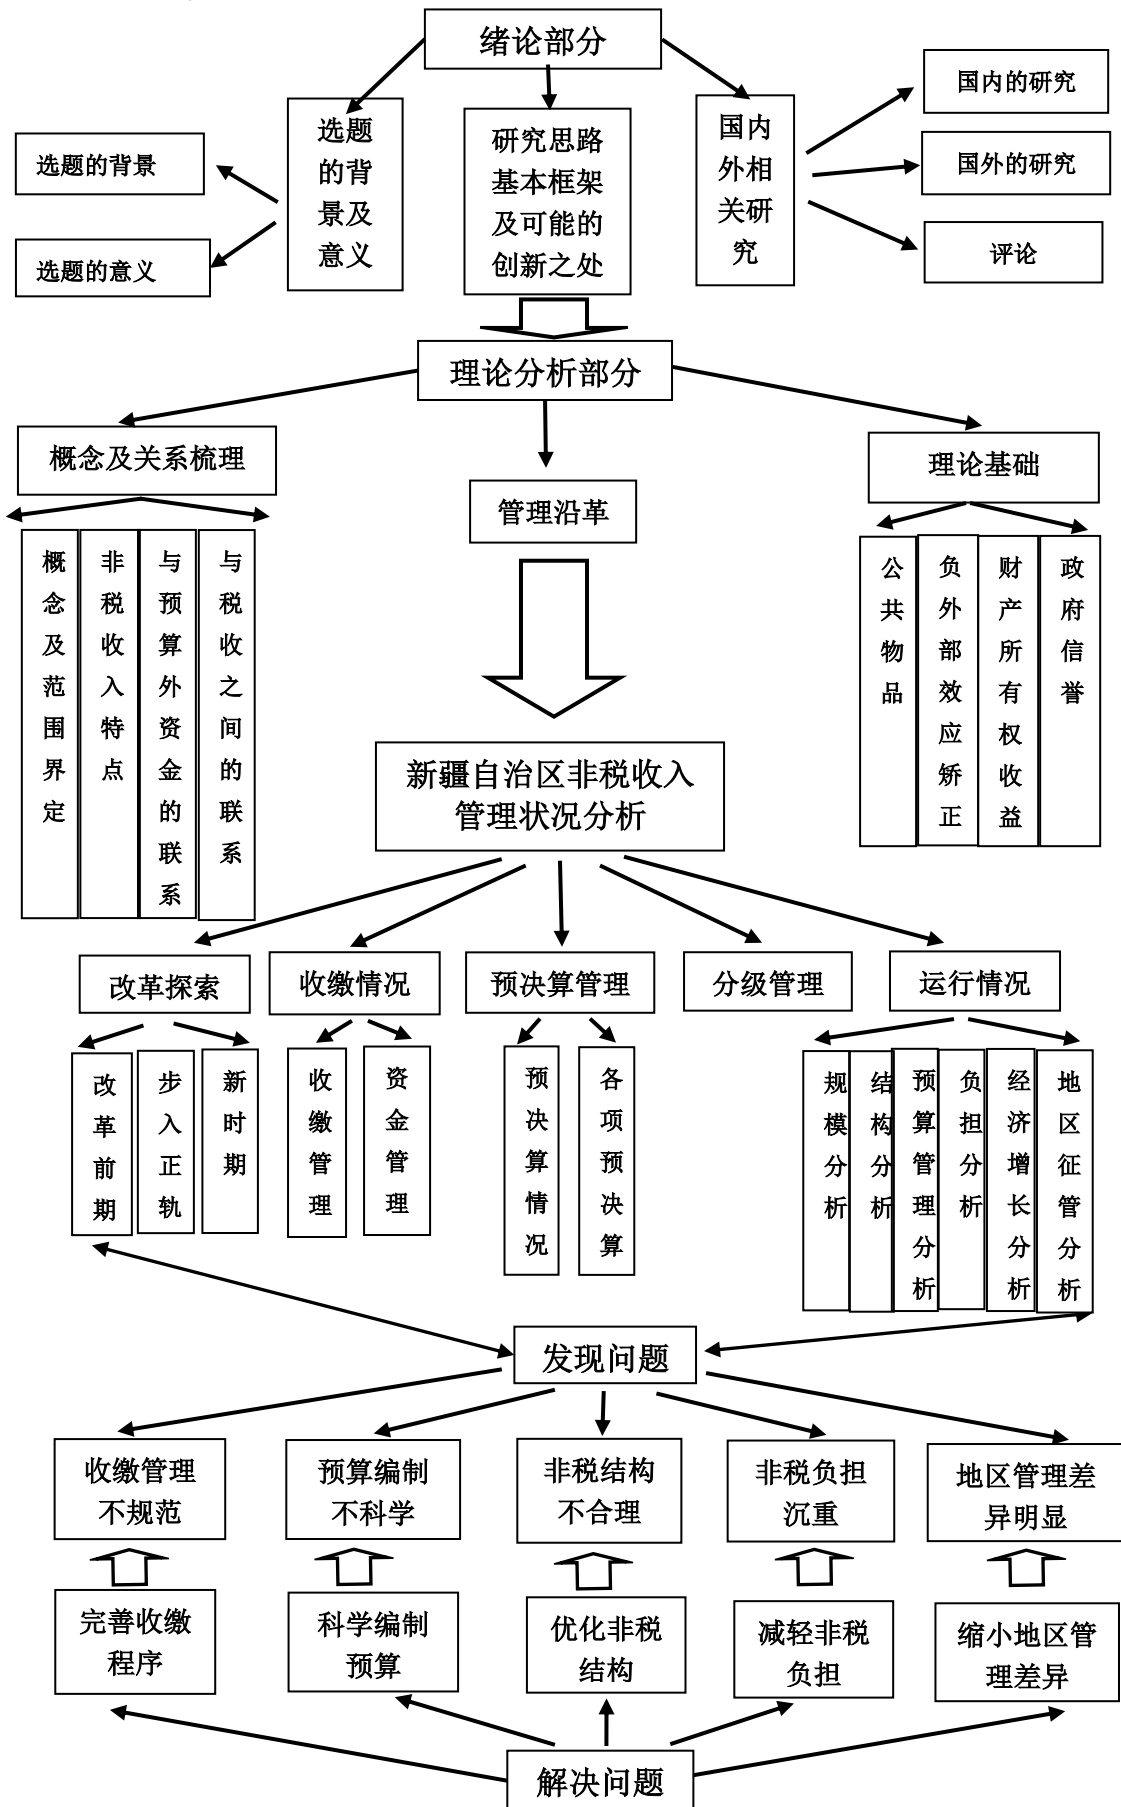 绪论部分
选题
的背
景及
意义
研究思路
基本框架
及可能的
创新之处
国内
外相
关研
究
选题的背景
选题的意义
国内的研究
国外的研究
评论
理论分析部分
概念及关系梳理
管理沿革
理论基础
概念及范围界定
非税收入特点
与预算外资金的联系
与税收之间的联系
公共物品
负外部效应矫正
财产所有权收益
政府信誉
新疆自治区非税收入
管理状况分析
改革探索
收缴情况
预决算管理
分级管理
运行情况
改革前期
步入正轨
新时期
收缴管理
资金管理
预决算情况
各项预决算
规模分析
结构分析
预算管理分析
负担分析
经济增长分析
地区征管分析
发现问题
收缴管理
不规范
预算编制
不科学
非税结构
不合理
非税负担
沉重
地区管理差
异明显
完善收缴
程序
科学编制
预算
优化非税
结构
减轻非税
负担
缩小地区管
理差异
解决问题